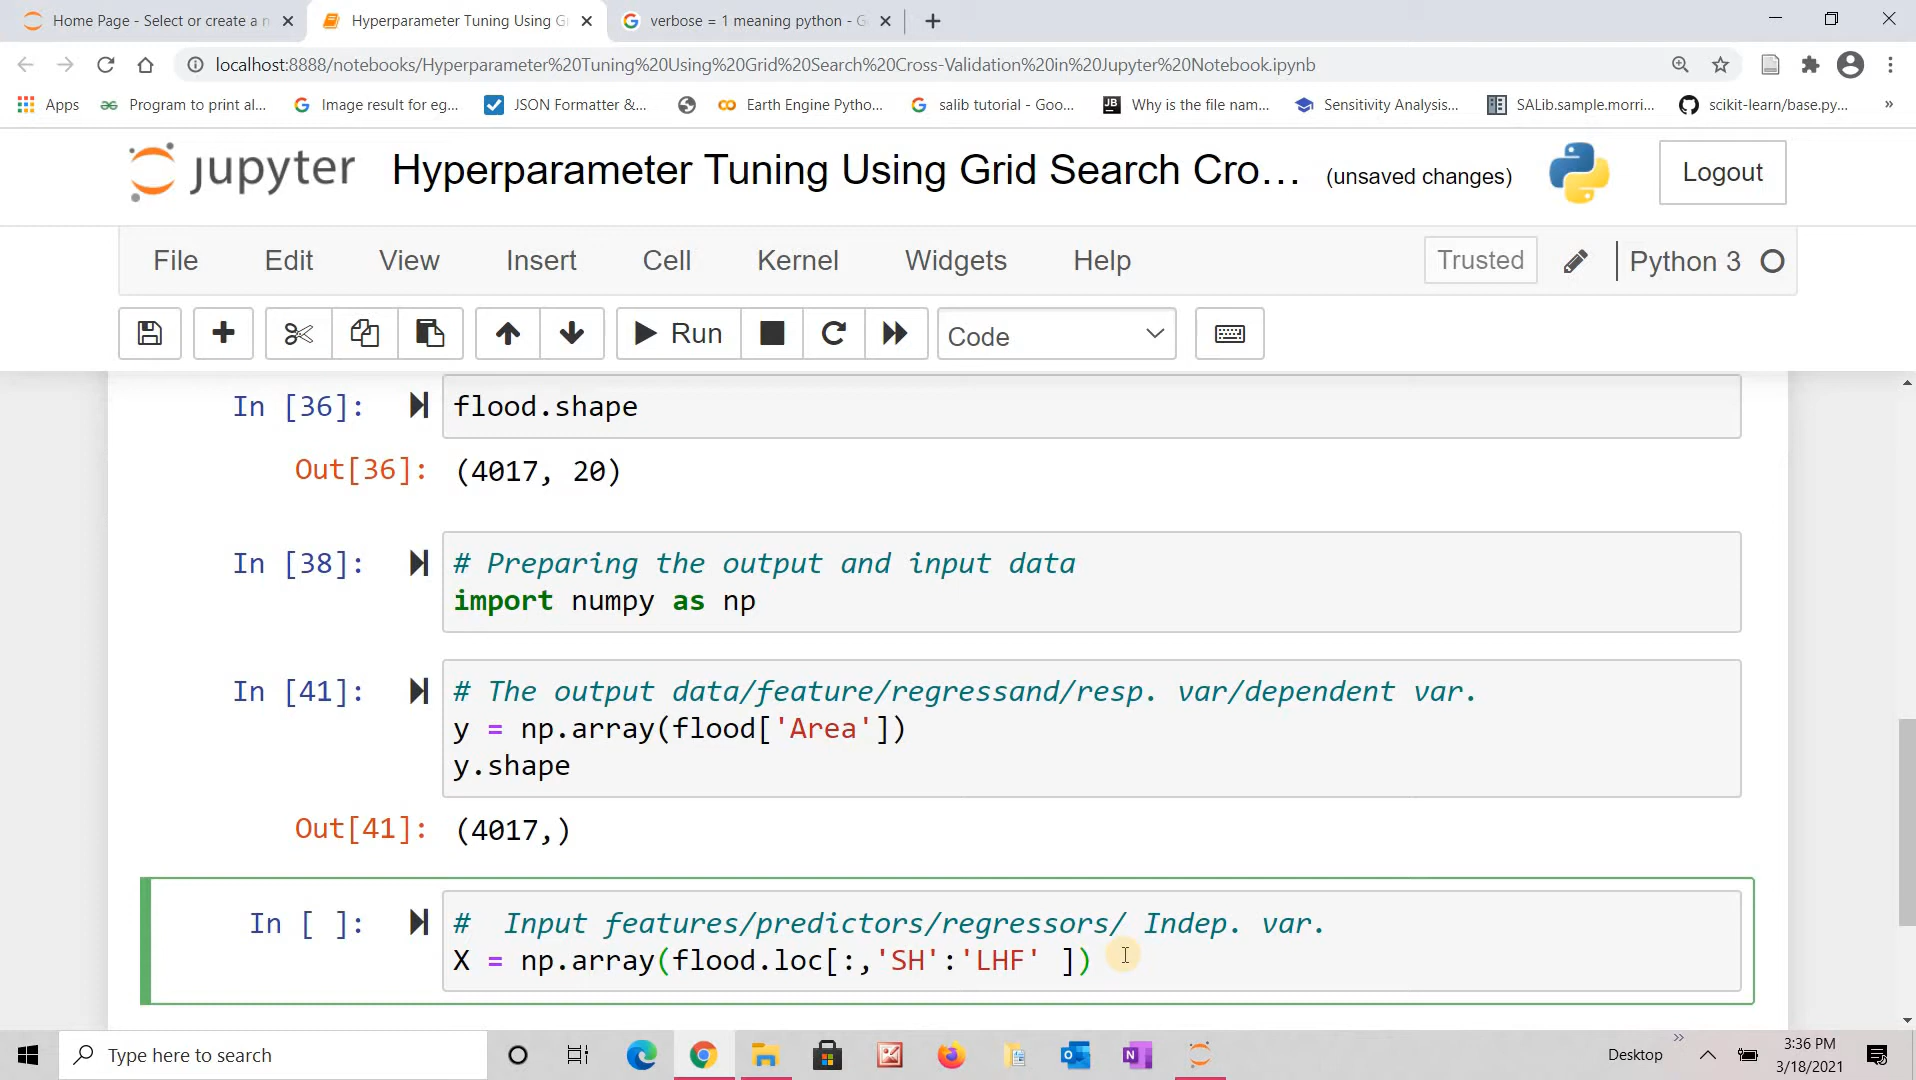 Home Page - Select or create a n
Hyperparameter Tuning Using Gr
verbose = 1 meaning python - G
localhost:8888/notebooks/Hyperparameter%20Tuning%20Using%20Grid%20Search%20Cross-Validation%20in%20Jupyter%20Notebook.ipynb
Apps
Program to print al...
Image result for eg...
JSON Formatter &...
Earth Engine Pytho...
salib tutorial - Goo...
Why is the file nam...
Sensitivity Analysis...
SALib.sample.morri...
scikit-learn/base.py...
»
jupyter
Hyperparameter Tuning Using Grid Search Cro...
(unsaved changes)
Logout
File
Edit
View
Insert
Cell
Kernel
Widgets
Help
Trusted
Python 3
Run
Code
In [36]:
flood.shape
Out[36]:
(4017, 20)
In [38]:
# Preparing the output and input data
import numpy as np
In [41]:
# The output data/feature/regressand/resp. var/dependent var.
y = np.array(flood['Area'])
y.shape
Out[41]:
(4017,)
In [ ]:
#  Input features/predictors/regressors/ Indep. var.
X = np.array(flood.loc[:,'SH':'LHF' ])
Type here to search
Desktop
»
3:36 PM
3/18/2021